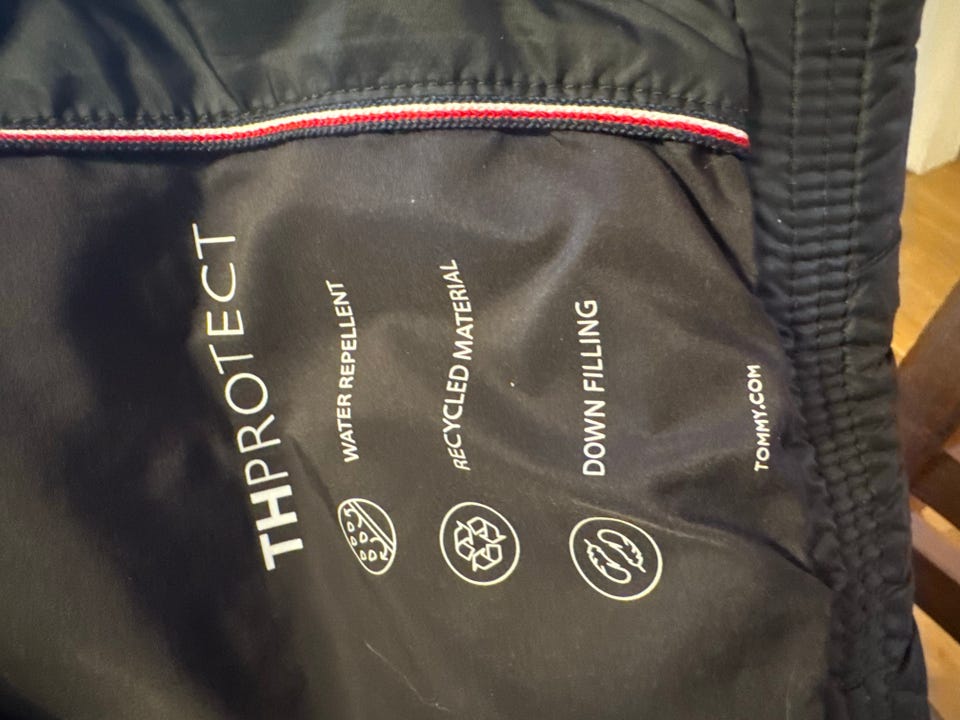 THPROTECT
WATER REPELLENT
RECYCLED MATERIAL
DOWN FILLING
TOMMY.COM